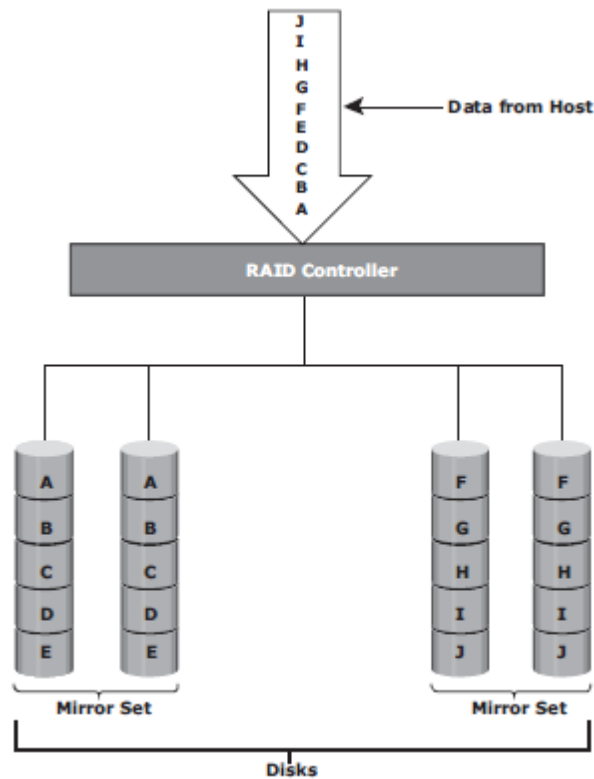 J
I
H
G
F
Data from Host
E
D
C
B
A
RAID Controller
A A F F
B B G G
C C H H
D D I I
E E J J
Mirror Set Mirror Set
Disks